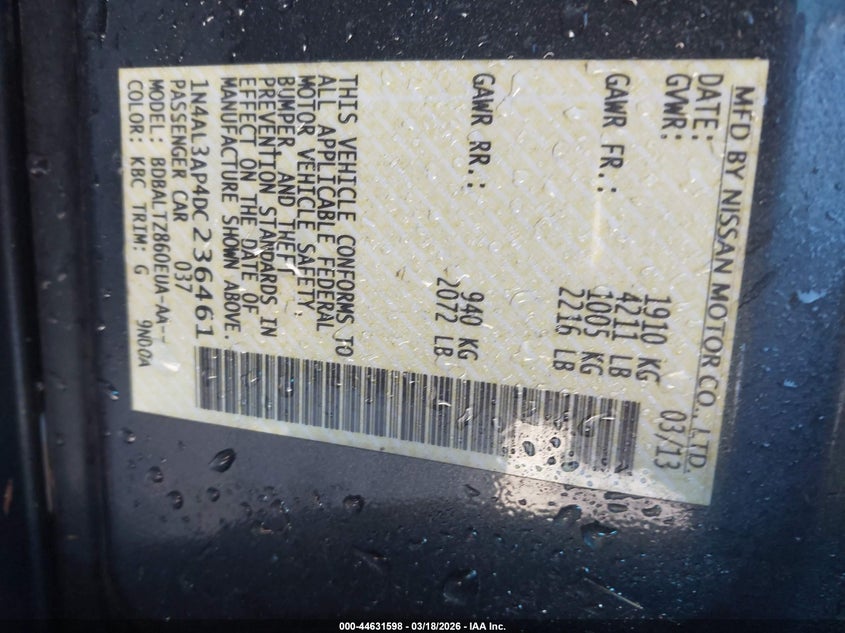 MFD BY NISSAN MOTOR CO., LTD.
DATE: 03/13
GVWR: 1910 KG
4211 LB
GAWR FR.: 1005 KG
2216 LB
GAWR RR.: 940 KG
2072 LB
THIS VEHICLE CONFORMS TO
ALL APPLICABLE FEDERAL
MOTOR VEHICLE SAFETY,
BUMPER, AND THEFT
PREVENTION STANDARDS IN
EFFECT ON THE DATE OF
MANUFACTURE SHOWN ABOVE.
1N4AL3AP4DC236461
PASSENGER CAR 037
MODEL: BDBALTZ860EUA-AA--
COLOR: KBC TRIM: G 9ND0A
000-44631598 - 03/18/2026 - IAA Inc.